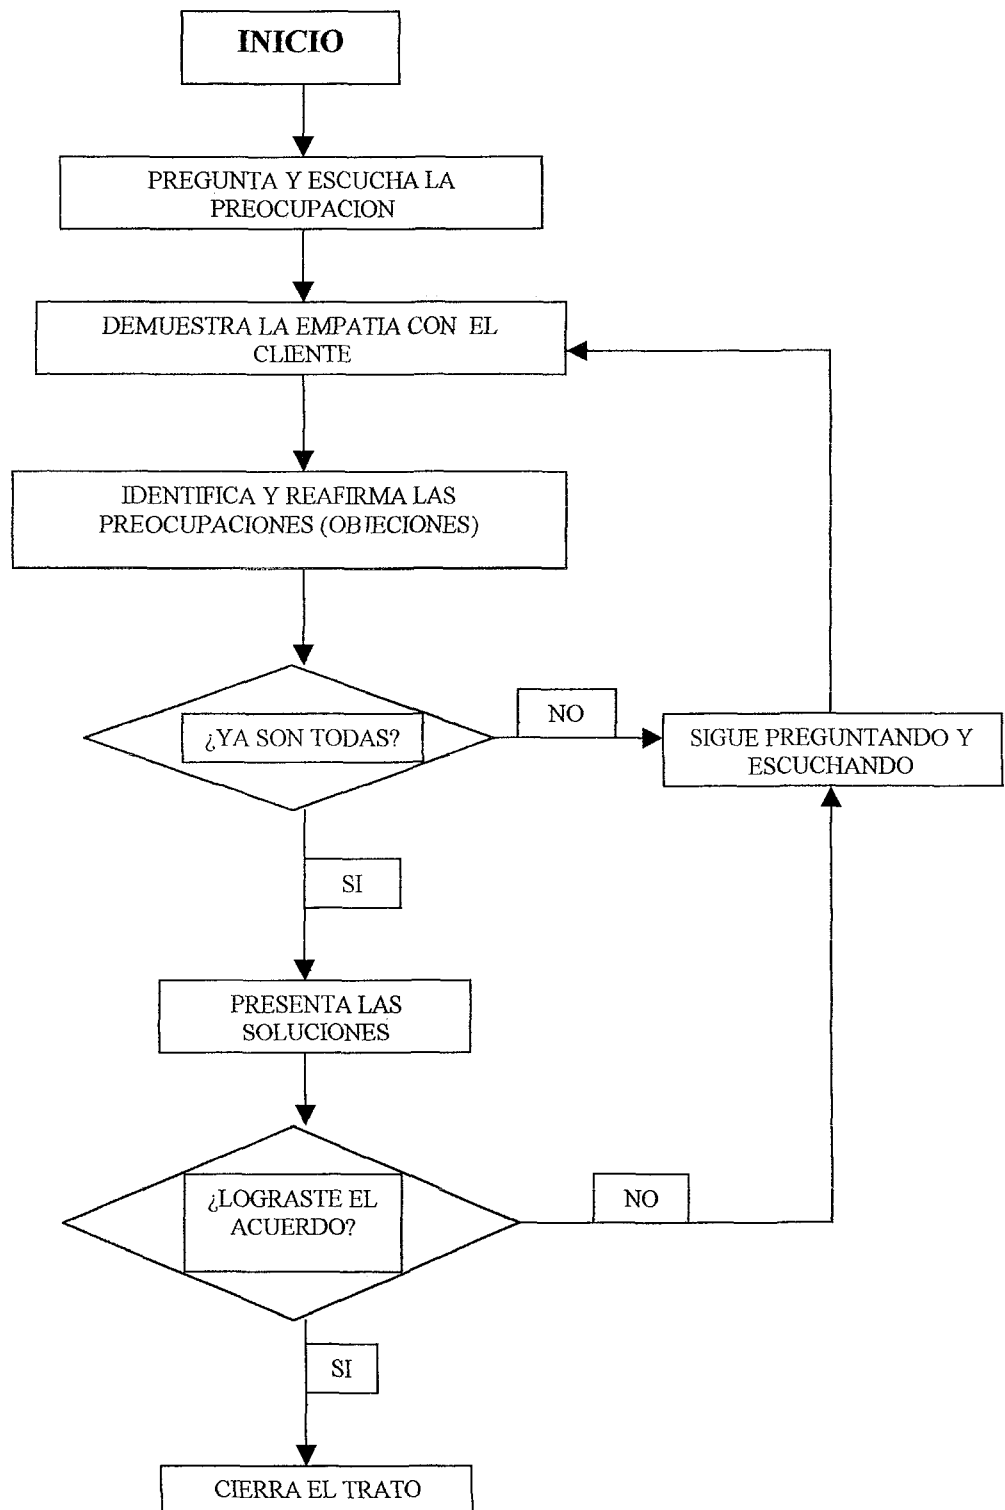 INICIO
PREGUNTA Y ESCUCHA LA
PREOCUPACION
DEMUESTRA LA EMPATIA CON EL
CLIENTE
IDENTIFICA Y REAFIRMA LAS
PREOCUPACIONES (OBJECIONES)
¿YA SON TODAS?
NO
SIGUE PREGUNTANDO Y
ESCUCHANDO
SI
PRESENTA LAS
SOLUCIONES
¿LOGRASTE EL
ACUERDO?
NO
SI
CIERRA EL TRATO